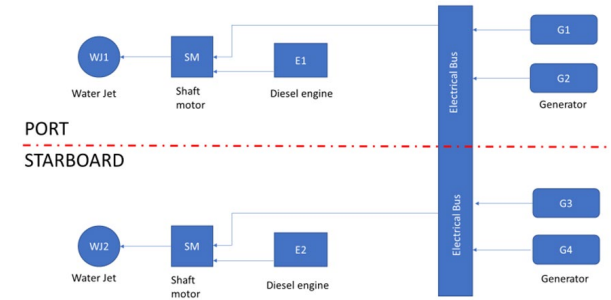 WJ1
SM
E1
Electrical Bus
G1
G2
Water Jet
Shaft
motor
Diesel engine
Generator
PORT
STARBOARD
WJ2
SM
E2
Electrical Bus
G3
G4
Water Jet
Shaft
motor
Diesel engine
Generator